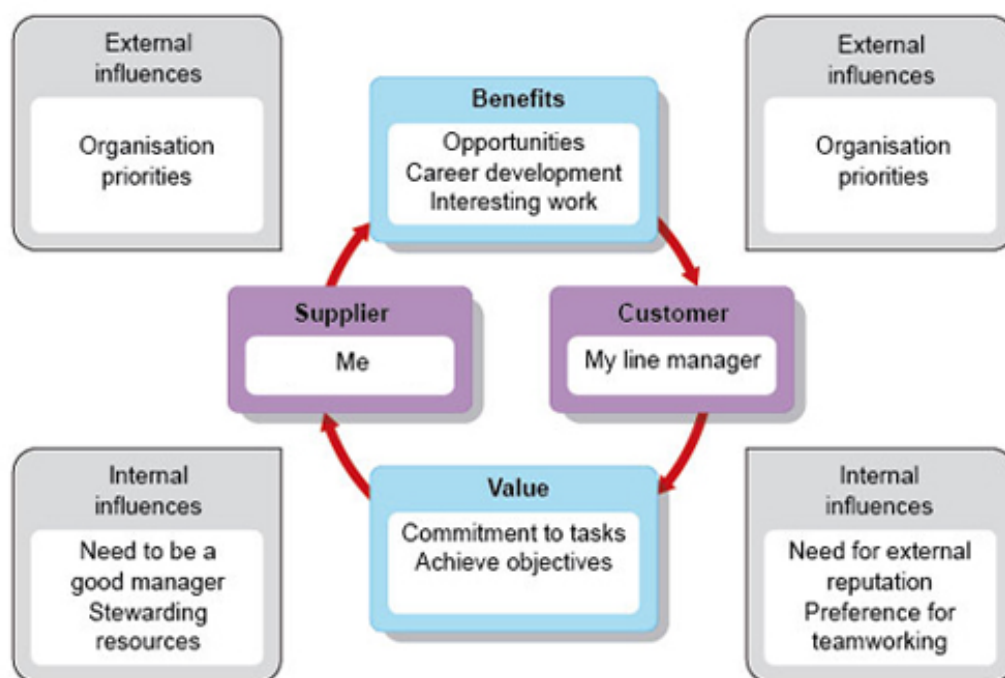 External
influences
Organisation
priorities
Benefits
Opportunities
Career development
Interesting work
External
influences
Organisation
priorities
Supplier
Me
Customer
My line manager
Internal
influences
Need to be a
good manager
Stewarding
resources
Value
Commitment to tasks
Achieve objectives
Internal
influences
Need for external
reputation
Preference for
teamworking